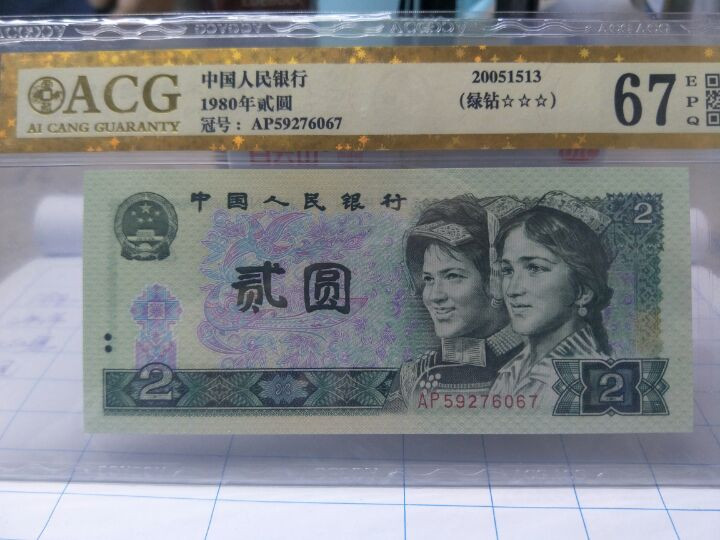 ACG
AI CANG GUARANTY
中国人民银行
1980年贰圆
冠号：AP59276067
20051513
(绿钻☆☆☆)
67
EPQ
中国人民银行
2
贰圆
2
2
AP59276067